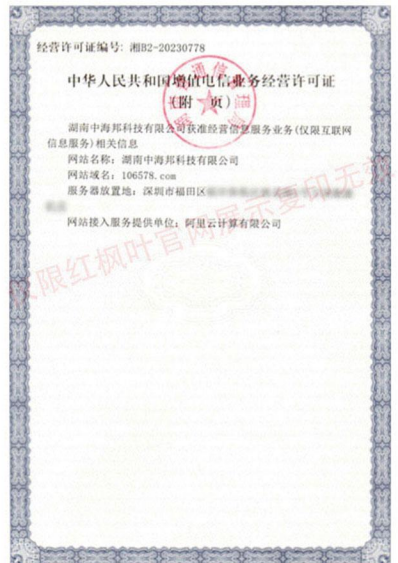 经营许可证编号: 湘B2-20230778
中华人民共和国增值电信业务经营许可证
(附 页)
湖南中海邦科技有限公司获准经营信息服务业务(仅限互联网
信息服务)相关信息
网站名称: 湖南中海邦科技有限公司
网站域名: 106578.com
服务器放置地: 深圳市福田区
网站接入服务提供单位: 阿里云计算有限公司
仅限红枫叶官网展示复印无效